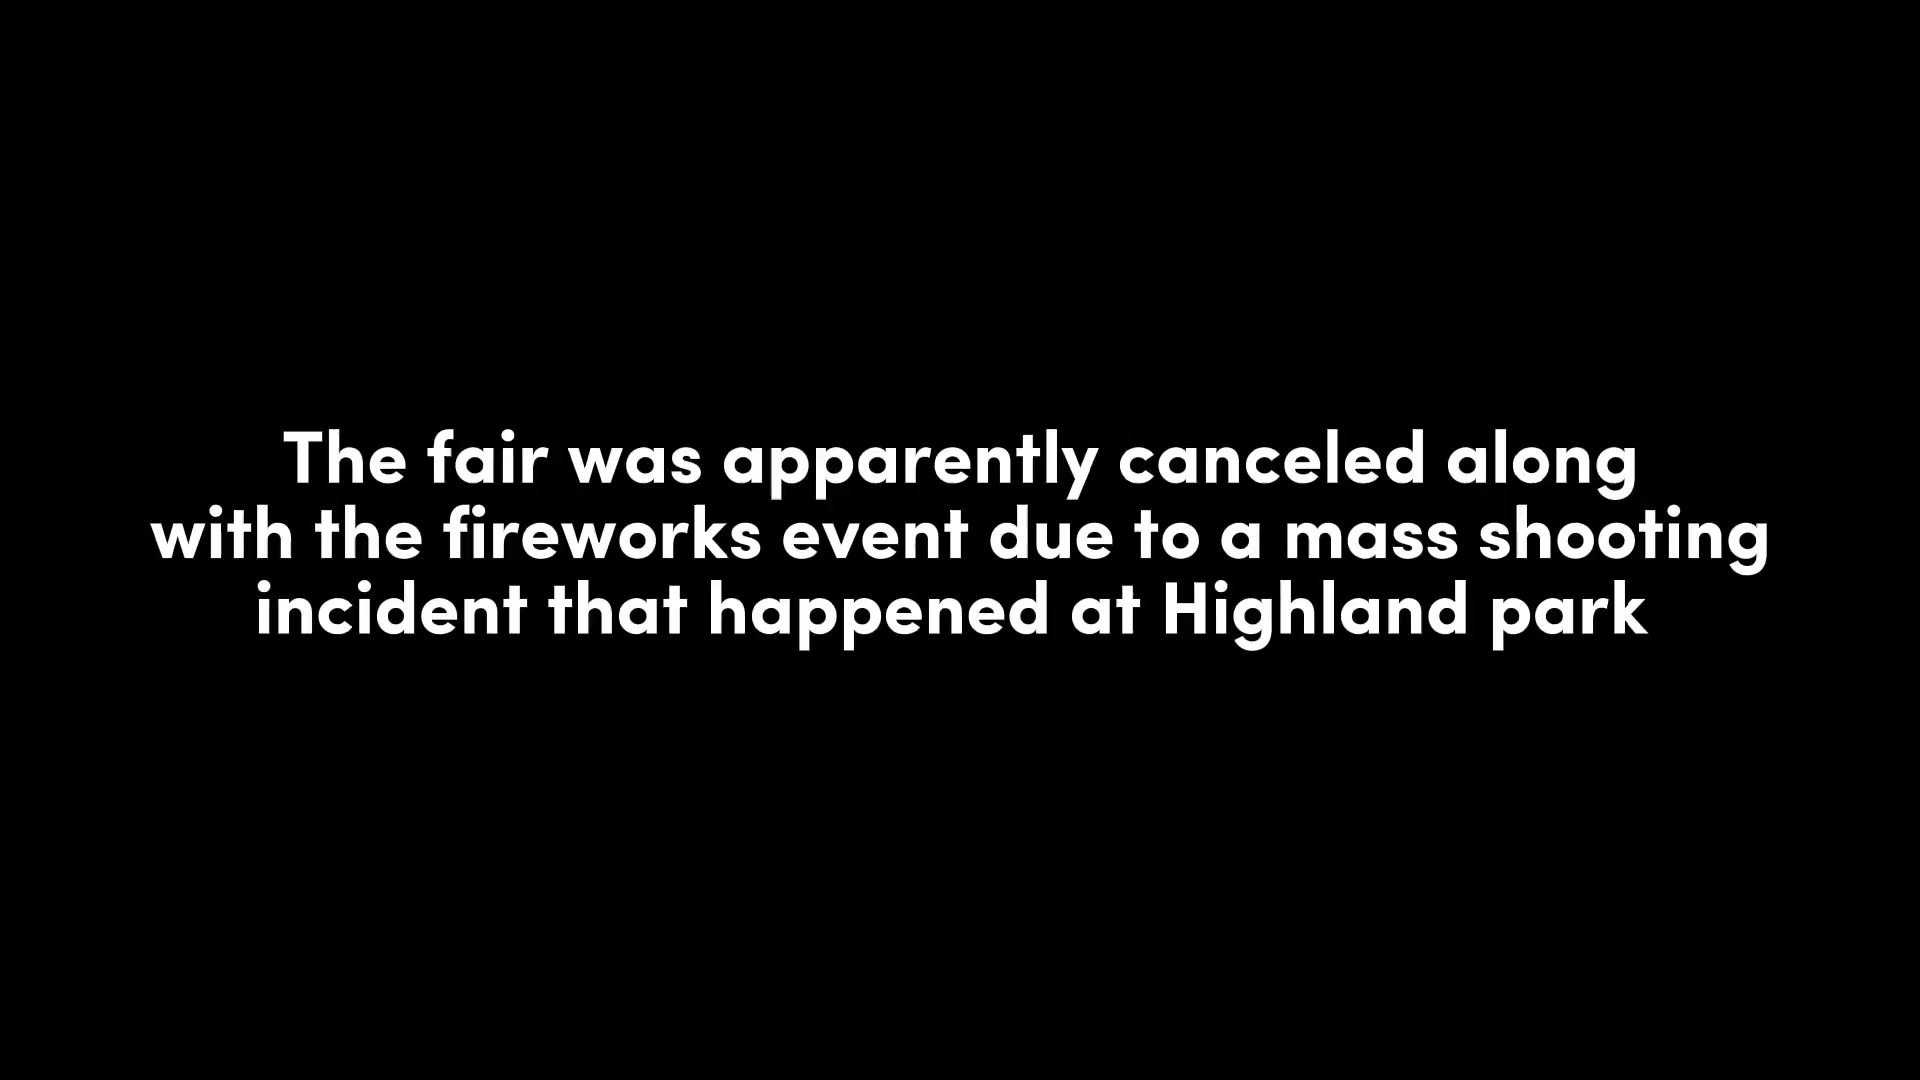 The fair was apparently canceled along
with the fireworks event due to a mass shooting
incident that happened at Highland park